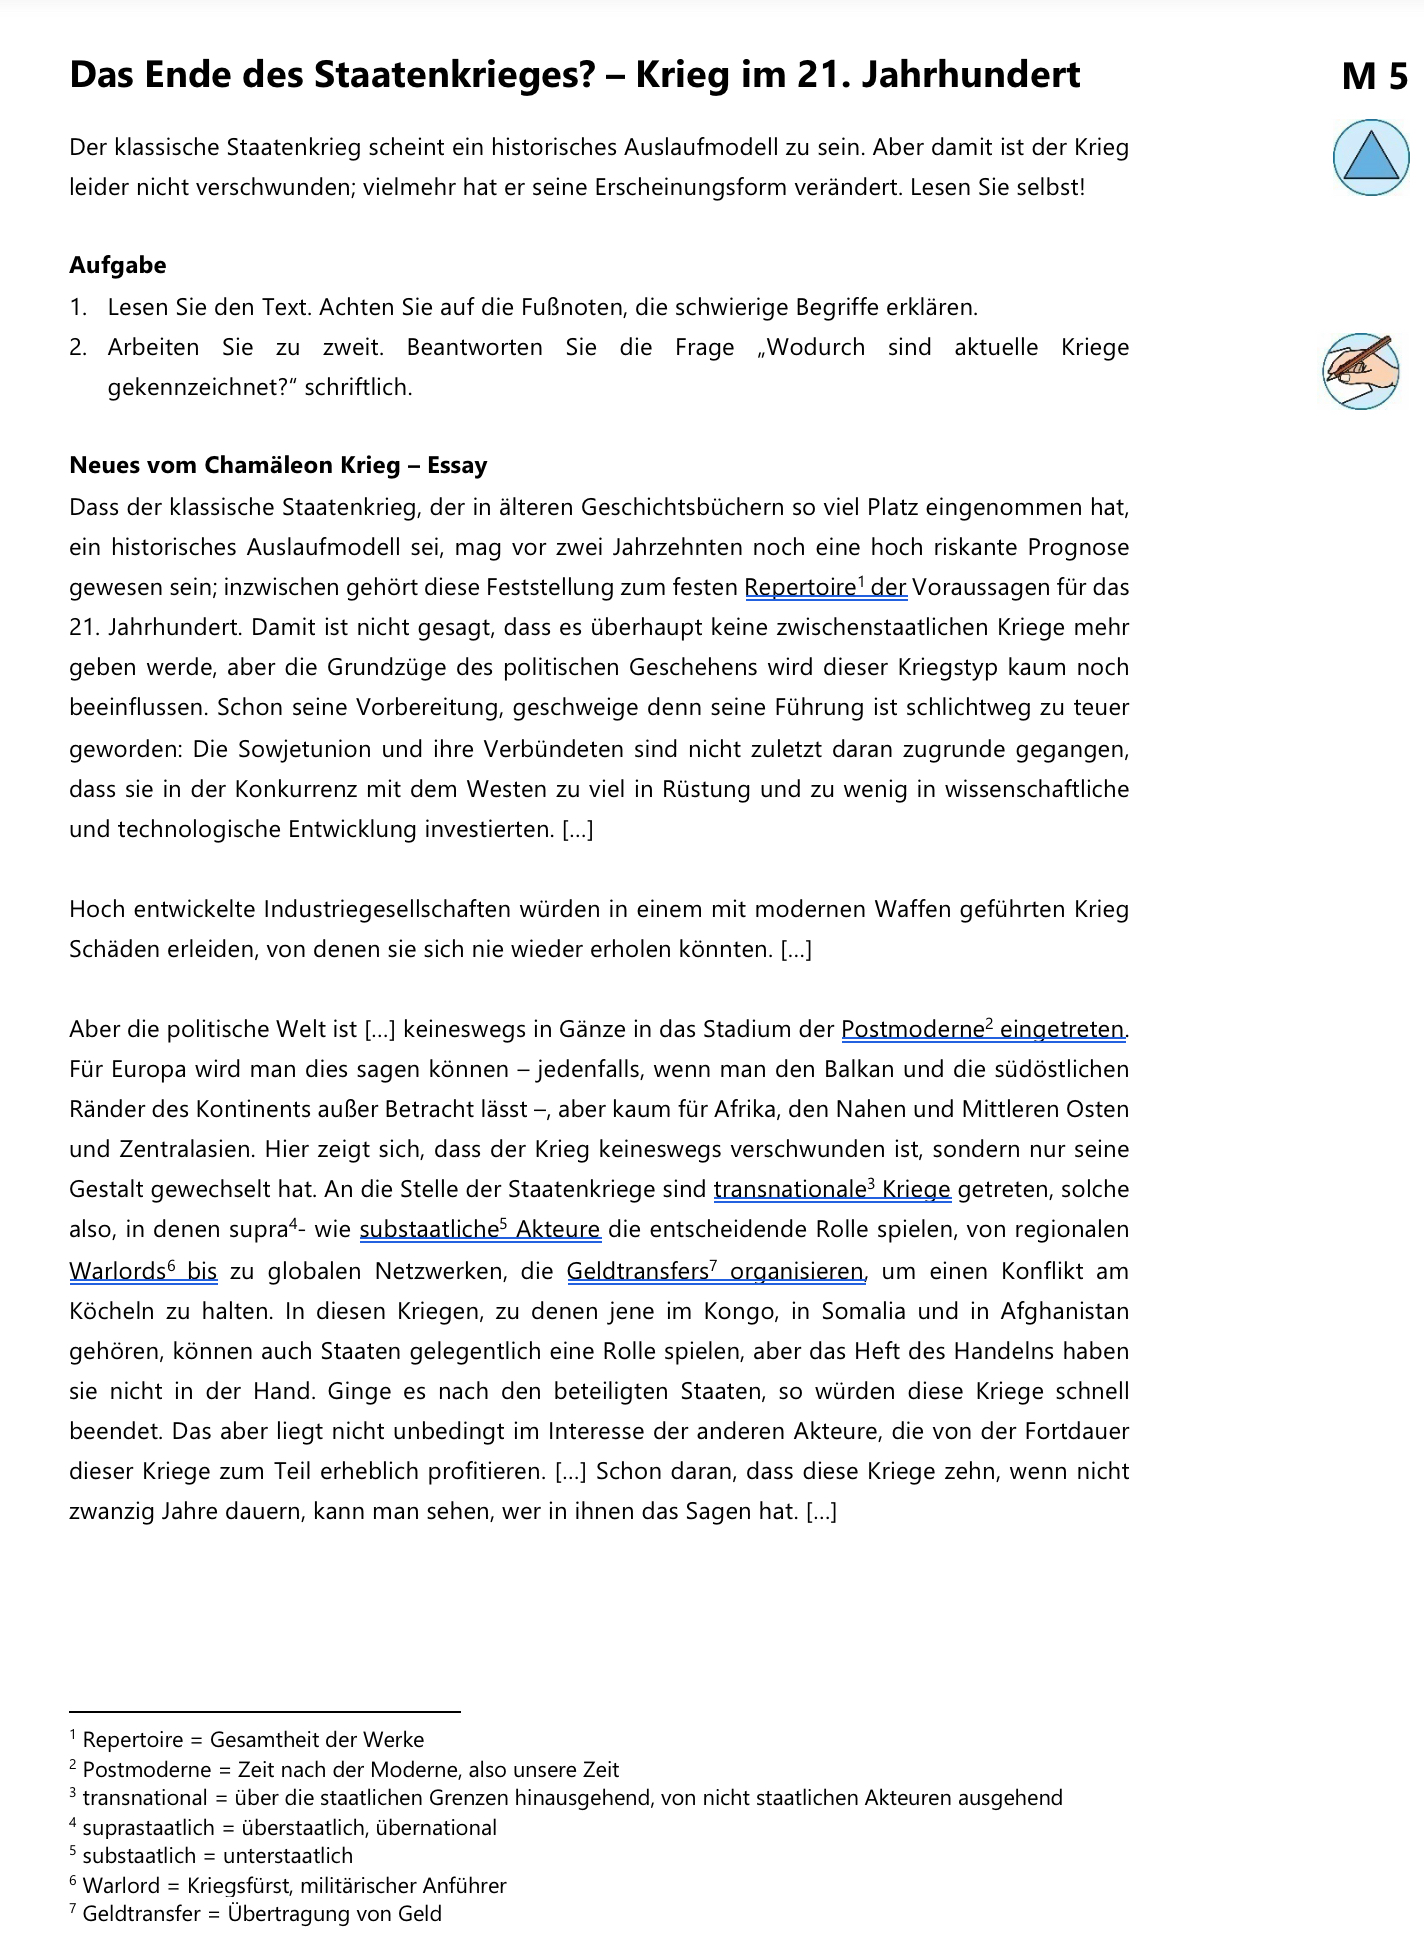 Das Ende des Staatenkrieges? – Krieg im 21. Jahrhundert
M 5
Der klassische Staatenkrieg scheint ein historisches Auslaufmodell zu sein. Aber damit ist der Krieg
leider nicht verschwunden; vielmehr hat er seine Erscheinungsform verändert. Lesen Sie selbst!
Aufgabe
1. Lesen Sie den Text. Achten Sie auf die Fußnoten, die schwierige Begriffe erklären.
2. Arbeiten Sie zu zweit. Beantworten Sie die Frage „Wodurch sind aktuelle Kriege
gekennzeichnet?“ schriftlich.
Neues vom Chamäleon Krieg – Essay
Dass der klassische Staatenkrieg, der in älteren Geschichtsbüchern so viel Platz eingenommen hat,
ein historisches Auslaufmodell sei, mag vor zwei Jahrzehnten noch eine hoch riskante Prognose
gewesen sein; inzwischen gehört diese Feststellung zum festen Repertoire¹ der Voraussagen für das
21. Jahrhundert. Damit ist nicht gesagt, dass es überhaupt keine zwischenstaatlichen Kriege mehr
geben werde, aber die Grundzüge des politischen Geschehens wird dieser Kriegstyp kaum noch
beeinflussen. Schon seine Vorbereitung, geschweige denn seine Führung ist schlichtweg zu teuer
geworden: Die Sowjetunion und ihre Verbündeten sind nicht zuletzt daran zugrunde gegangen,
dass sie in der Konkurrenz mit dem Westen zu viel in Rüstung und zu wenig in wissenschaftliche
und technologische Entwicklung investierten. [...]
Hoch entwickelte Industriegesellschaften würden in einem mit modernen Waffen geführten Krieg
Schäden erleiden, von denen sie sich nie wieder erholen könnten. [...]
Aber die politische Welt ist [...] keineswegs in Gänze in das Stadium der Postmoderne² eingetreten.
Für Europa wird man dies sagen können – jedenfalls, wenn man den Balkan und die südöstlichen
Ränder des Kontinents außer Betracht lässt –, aber kaum für Afrika, den Nahen und Mittleren Osten
und Zentralasien. Hier zeigt sich, dass der Krieg keineswegs verschwunden ist, sondern nur seine
Gestalt gewechselt hat. An die Stelle der Staatenkriege sind transnationale³ Kriege getreten, solche
also, in denen supra⁴- wie substaatliche⁵ Akteure die entscheidende Rolle spielen, von regionalen
Warlords⁶ bis zu globalen Netzwerken, die Geldtransfers⁷ organisieren, um einen Konflikt am
Köcheln zu halten. In diesen Kriegen, zu denen jene im Kongo, in Somalia und in Afghanistan
gehören, können auch Staaten gelegentlich eine Rolle spielen, aber das Heft des Handelns haben
sie nicht in der Hand. Ginge es nach den beteiligten Staaten, so würden diese Kriege schnell
beendet. Das aber liegt nicht unbedingt im Interesse der anderen Akteure, die von der Fortdauer
dieser Kriege zum Teil erheblich profitieren. [...] Schon daran, dass diese Kriege zehn, wenn nicht
zwanzig Jahre dauern, kann man sehen, wer in ihnen das Sagen hat. [...]
¹ Repertoire = Gesamtheit der Werke
² Postmoderne = Zeit nach der Moderne, also unsere Zeit
³ transnational = über die staatlichen Grenzen hinausgehend, von nicht staatlichen Akteuren ausgehend
⁴ suprastaatlich = überstaatlich, übernational
⁵ substaatlich = unterstaatlich
⁶ Warlord = Kriegsfürst, militärischer Anführer
⁷ Geldtransfer = Übertragung von Geld